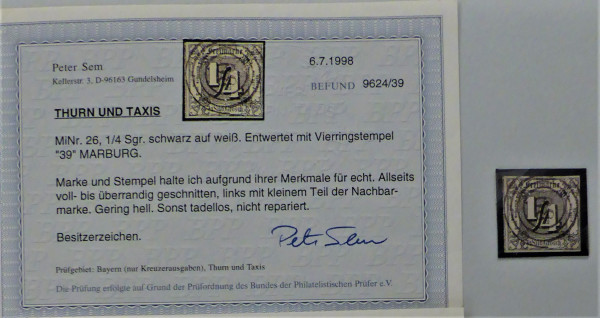 Peter Sem
Kellerstr. 3, D-96163 Gundelsheim
6.7.1998
BEFUND 9624/39
THURN UND TAXIS
MiNr. 26, 1/4 Sgr. schwarz auf weiß. Entwertet mit Vierringstempel
"39" MARBURG.
Marke und Stempel halte ich aufgrund ihrer Merkmale für echt. Allseits
voll- bis überrandig geschnitten, links mit kleinem Teil der Nachbar-
marke. Gering hell. Sonst tadellos, nicht repariert.
Besitzerzeichen.
Peter Sem
Prüfgebiet: Bayern (nur Kreuzerausgaben), Thurn und Taxis
Die Prüfung erfolgte auf Grund der Prüfordnung des Bundes der Philatelistischen Prüfer e.V.